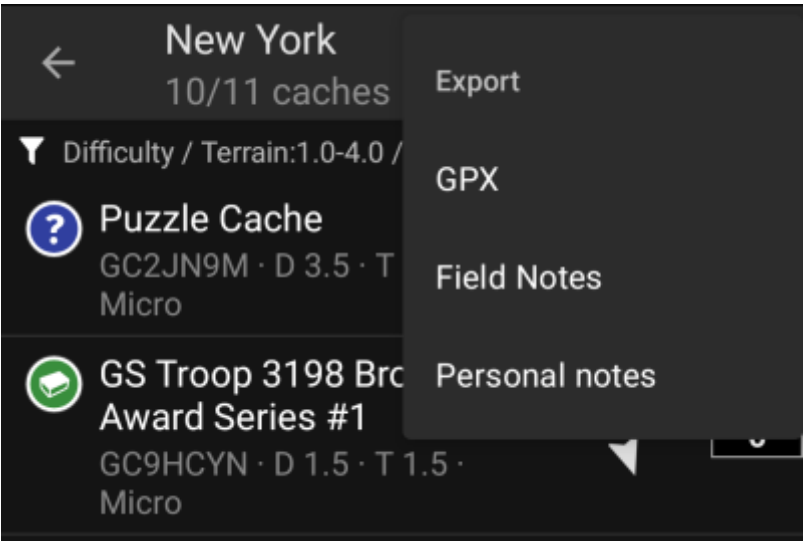 New York
10/11 caches
Export
Difficulty / Terrain:1.0-4.0 /
GPX
Puzzle Cache
GC2JN9M · D 3.5 · T
Micro
Field Notes
GS Troop 3198 Bro
Award Series #1
GC9HCYN · D 1.5 · T 1.5 ·
Micro
Personal notes